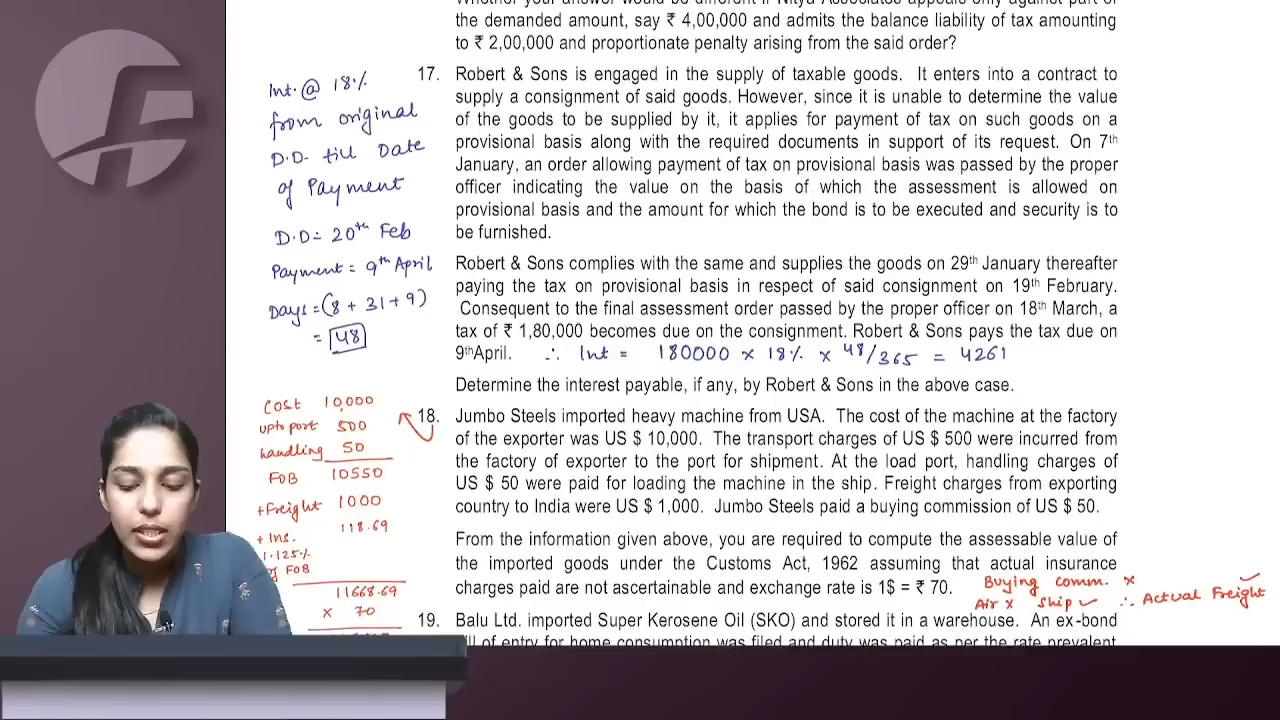 Whether your answer would be different if Nitya Associates appeals only against part of
the demanded amount, say ₹ 4,00,000 and admits the balance liability of tax amounting
to ₹ 2,00,000 and proportionate penalty arising from the said order?
17. Robert & Sons is engaged in the supply of taxable goods. It enters into a contract to
supply a consignment of said goods. However, since it is unable to determine the value
of the goods to be supplied by it, it applies for payment of tax on such goods on a
provisional basis along with the required documents in support of its request. On 7th
January, an order allowing payment of tax on provisional basis was passed by the proper
officer indicating the value on the basis of which the assessment is allowed on
provisional basis and the amount for which the bond is to be executed and security is to
be furnished.
Int. @ 18%
from original
D.D. till Date
of Payment
D.D = 20th Feb
Payment = 9th April
Days = (8 + 31 + 9)
= 48
Robert & Sons complies with the same and supplies the goods on 29th January thereafter
paying the tax on provisional basis in respect of said consignment on 19th February.
Consequent to the final assessment order passed by the proper officer on 18th March, a
tax of ₹ 1,80,000 becomes due on the consignment. Robert & Sons pays the tax due on
9thApril. ∴ Int = 180000 × 18% × 48/365 = 4261
Determine the interest payable, if any, by Robert & Sons in the above case.
18. Jumbo Steels imported heavy machine from USA. The cost of the machine at the factory
of the exporter was US $ 10,000. The transport charges of US $ 500 were incurred from
the factory of exporter to the port for shipment. At the load port, handling charges of
US $ 50 were paid for loading the machine in the ship. Freight charges from exporting
country to India were US $ 1,000. Jumbo Steels paid a buying commission of US $ 50.
Cost 10,000
upto port 500
handling 50
FOB 10550
+Freight 1000
+ Ins. 118.69
1.125%
of FOB
11668.69
× 70
From the information given above, you are required to compute the assessable value of
the imported goods under the Customs Act, 1962 assuming that actual insurance
charges paid are not ascertainable and exchange rate is 1$ = ₹ 70.
Buying comm. ×
Air × Ship ✓ ∴ Actual Freight ✓
19. Balu Ltd. imported Super Kerosene Oil (SKO) and stored it in a warehouse. An ex-bond
bill of entry for home consumption was filed and duty was paid as per the rate prevalent